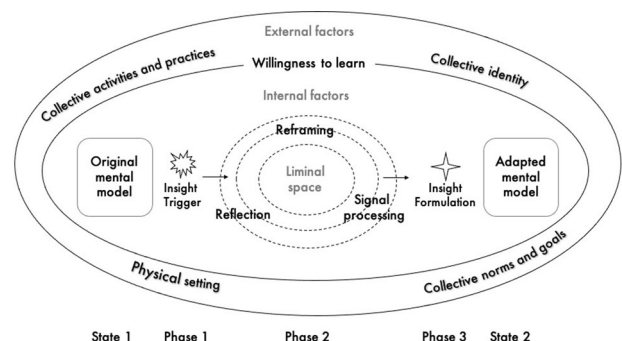 External factors
Collective activities and practices
Willingness to learn
Collective identity
Internal factors
Reframing
Original
mental
model
Insight
Trigger
Liminal
space
Reflection
Signal
processing
Insight
Formulation
Adapted
mental
model
Physical setting
Collective norms and goals
State 1 Phase 1 Phase 2 Phase 3 State 2